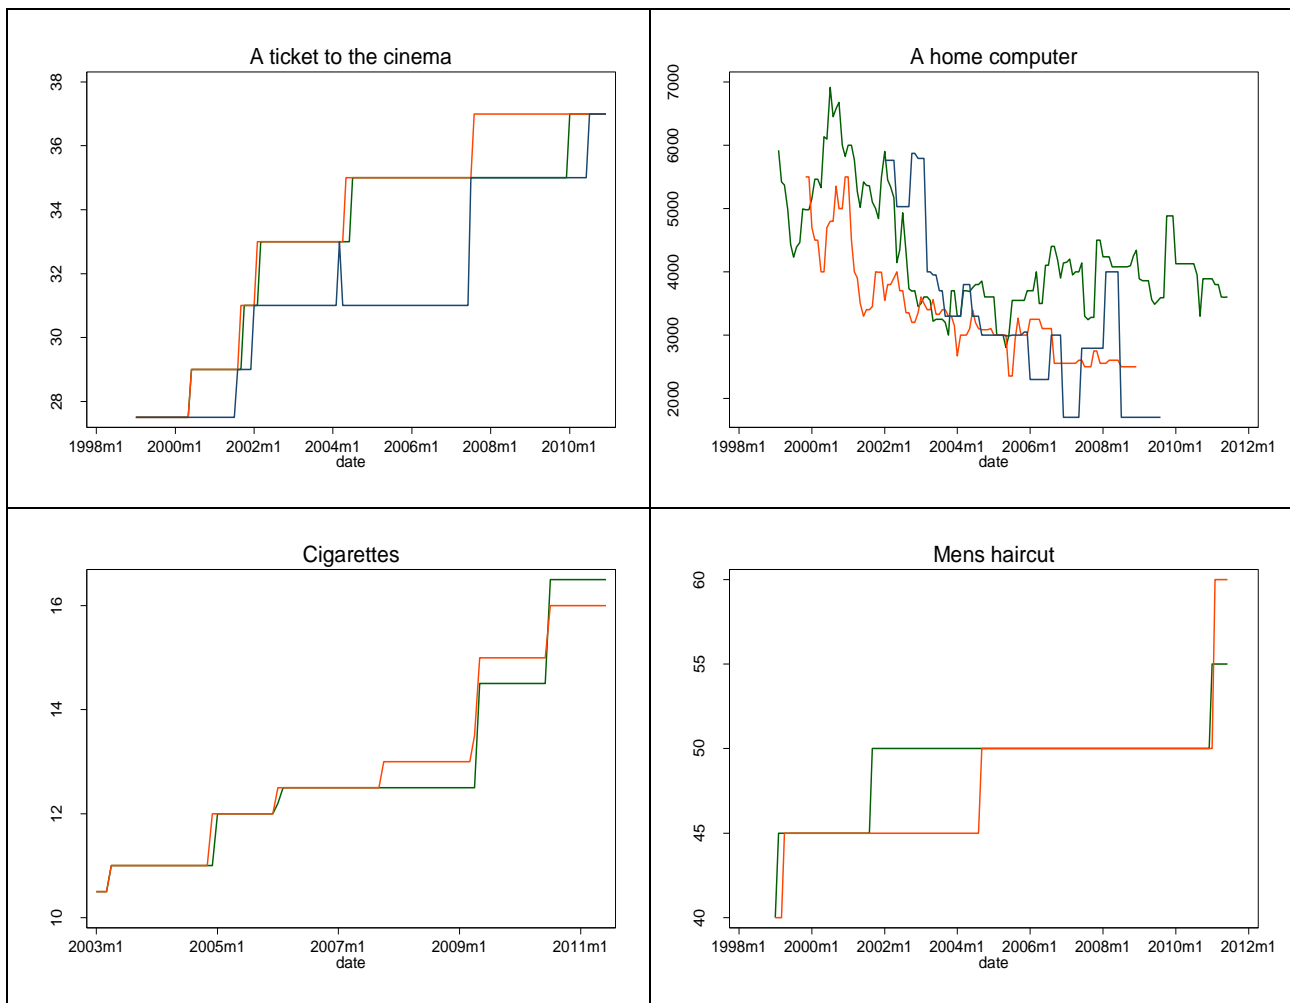 A ticket to the cinema
38
36
34
32
30
28
1998m1 2000m1 2002m1 2004m1 2006m1 2008m1 2010m1
date
A home computer
7000
6000
5000
4000
3000
2000
1998m1 2000m1 2002m1 2004m1 2006m1 2008m1 2010m1 2012m1
date
Cigarettes
16
14
12
10
2003m1 2005m1 2007m1 2009m1 2011m1
date
Mens haircut
60
55
50
45
40
1998m1 2000m1 2002m1 2004m1 2006m1 2008m1 2010m1 2012m1
date